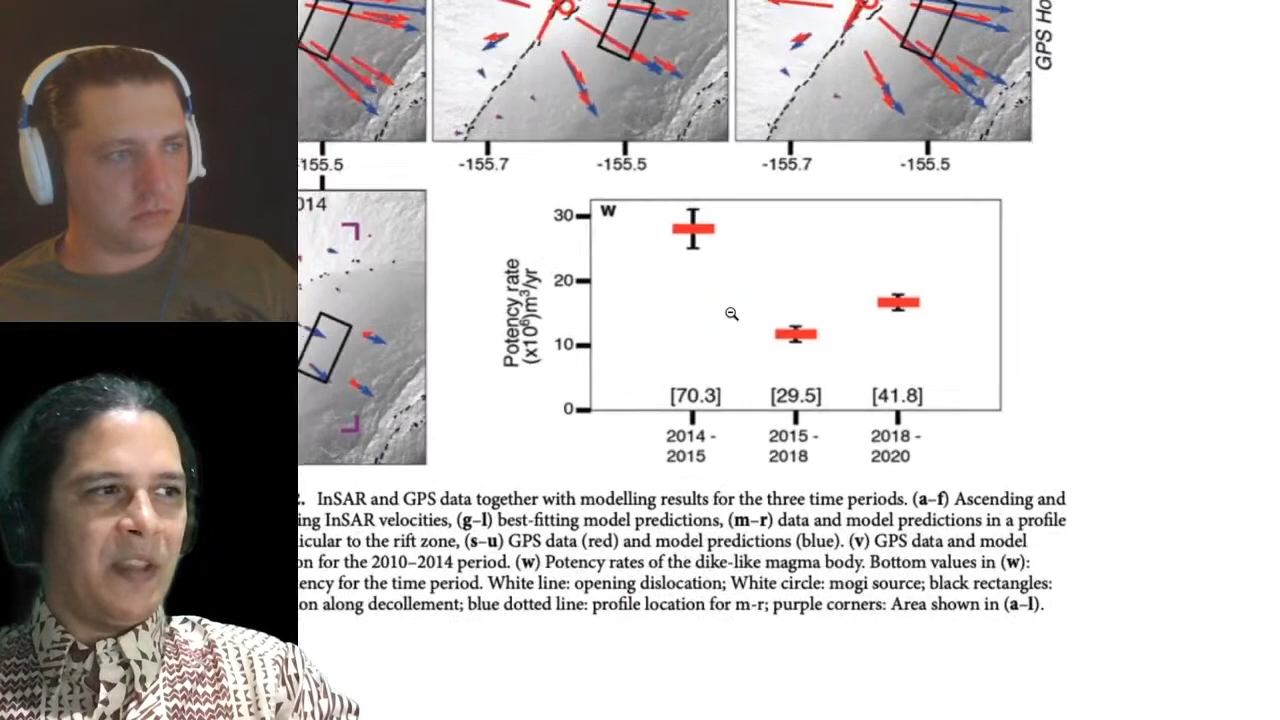 GPS Ho
-155.5
-155.7
-155.5
-155.7
-155.5
014
w
Potency rate
(x10⁶)m³/yr
30
20
10
0
[70.3]
[29.5]
[41.8]
2014 -
2015
2015 -
2018
2018 -
2020
2. InSAR and GPS data together with modelling results for the three time periods. (a–f) Ascending and
ing InSAR velocities, (g–l) best-fitting model predictions, (m–r) data and model predictions in a profile
icular to the rift zone, (s–u) GPS data (red) and model predictions (blue). (v) GPS data and model
on for the 2010–2014 period. (w) Potency rates of the dike-like magma body. Bottom values in (w):
ency for the time period. White line: opening dislocation; White circle: mogi source; black rectangles:
on along decollement; blue dotted line: profile location for m-r; purple corners: Area shown in (a–l).